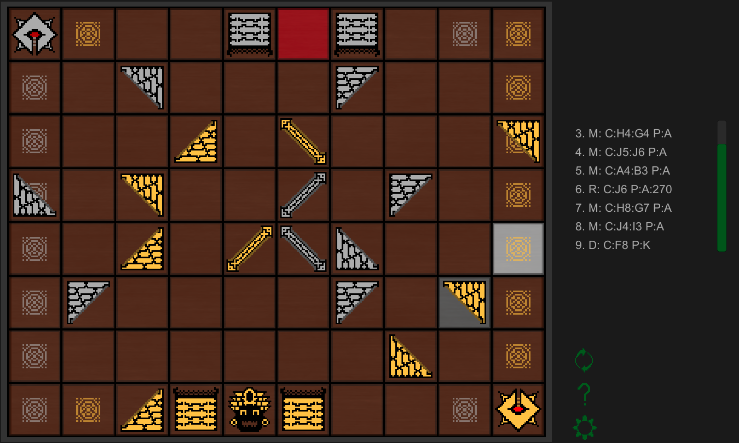 3. M: C:H4:G4 P:A
4. M: C:J5:J6 P:A
5. M: C:A4:B3 P:A
6. R: C:J6 P:A:270
7. M: C:H8:G7 P:A
8. M: C:J4:I3 P:A
9. D: C:F8 P:K
?